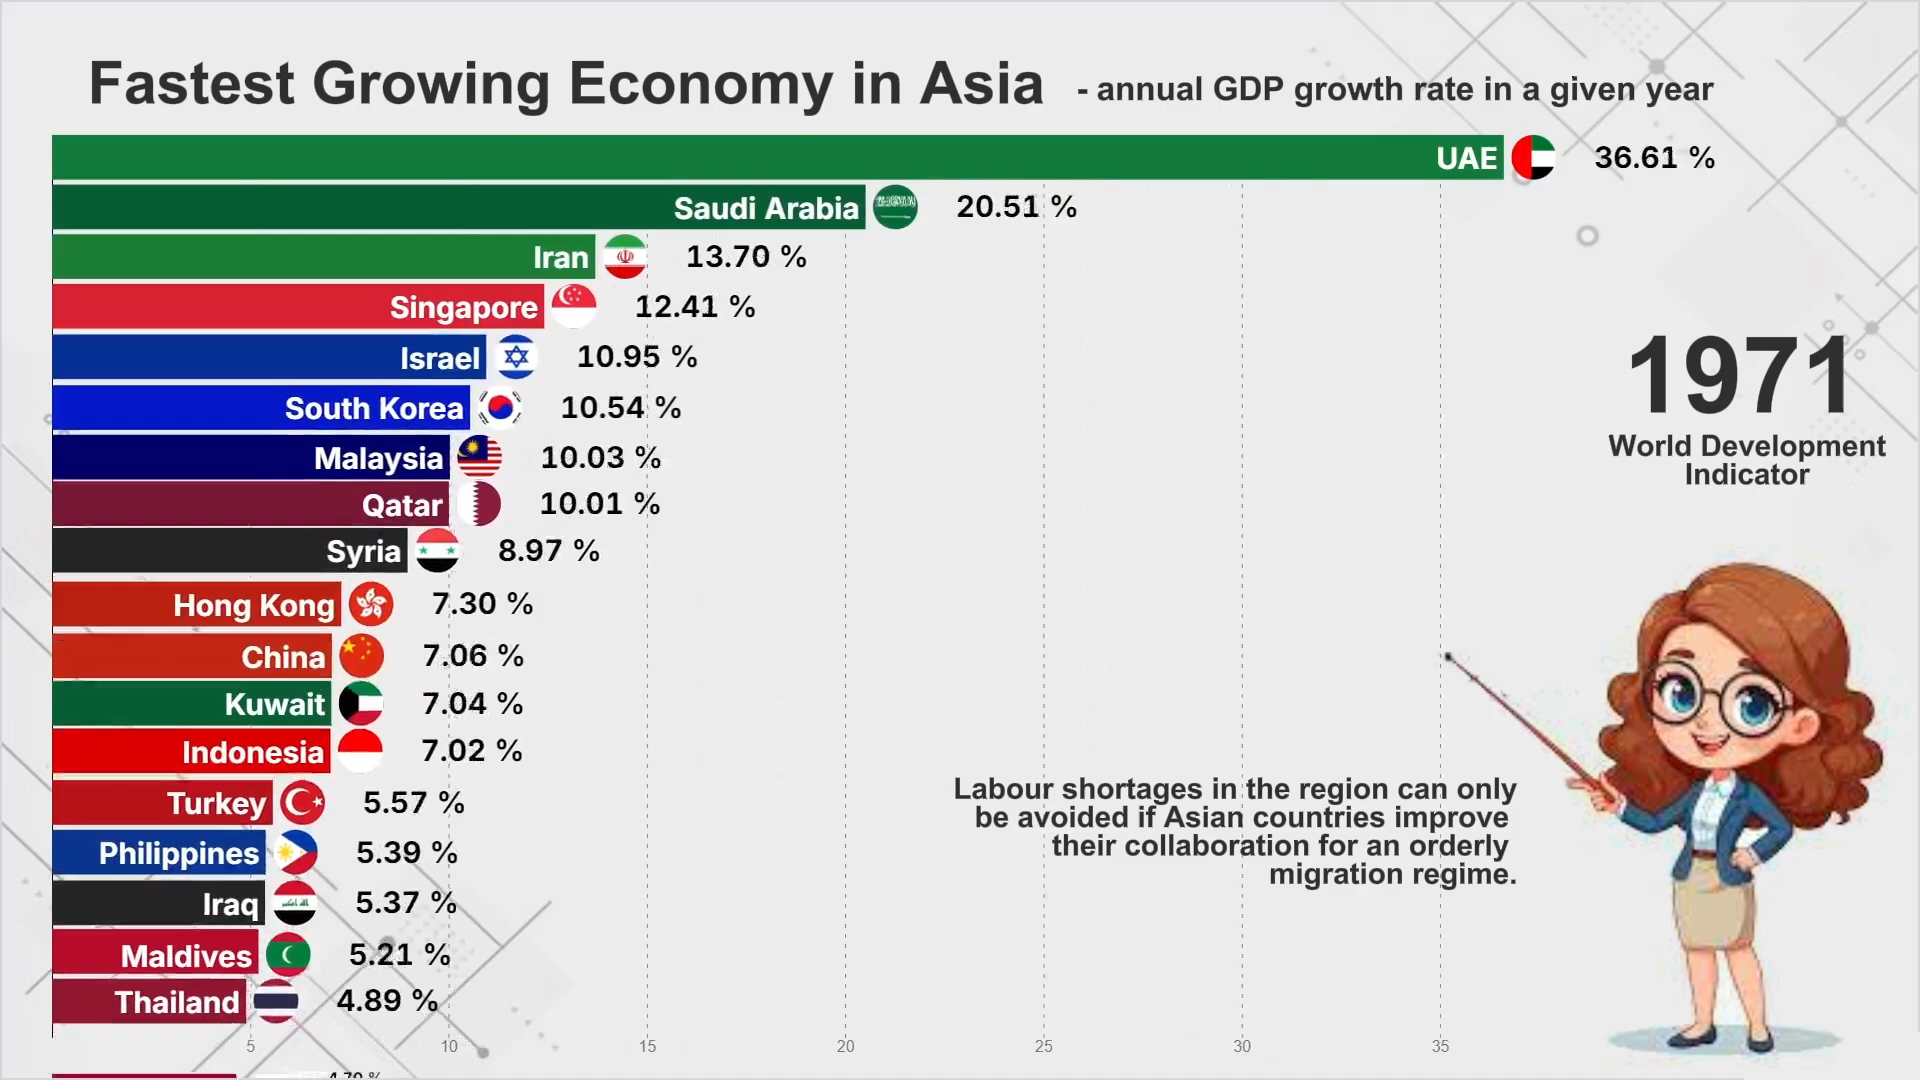 Fastest Growing Economy in Asia - annual GDP growth rate in a given year
UAE 36.61 %
Saudi Arabia 20.51 %
Iran 13.70 %
Singapore 12.41 %
Israel 10.95 %
South Korea 10.54 %
Malaysia 10.03 %
Qatar 10.01 %
Syria 8.97 %
Hong Kong 7.30 %
China 7.06 %
Kuwait 7.04 %
Indonesia 7.02 %
Turkey 5.57 %
Philippines 5.39 %
Iraq 5.37 %
Maldives 5.21 %
Thailand 4.89 %
5 10 15 20 25 30 35
1971
World Development
Indicator
Labour shortages in the region can only
be avoided if Asian countries improve
their collaboration for an orderly
migration regime.